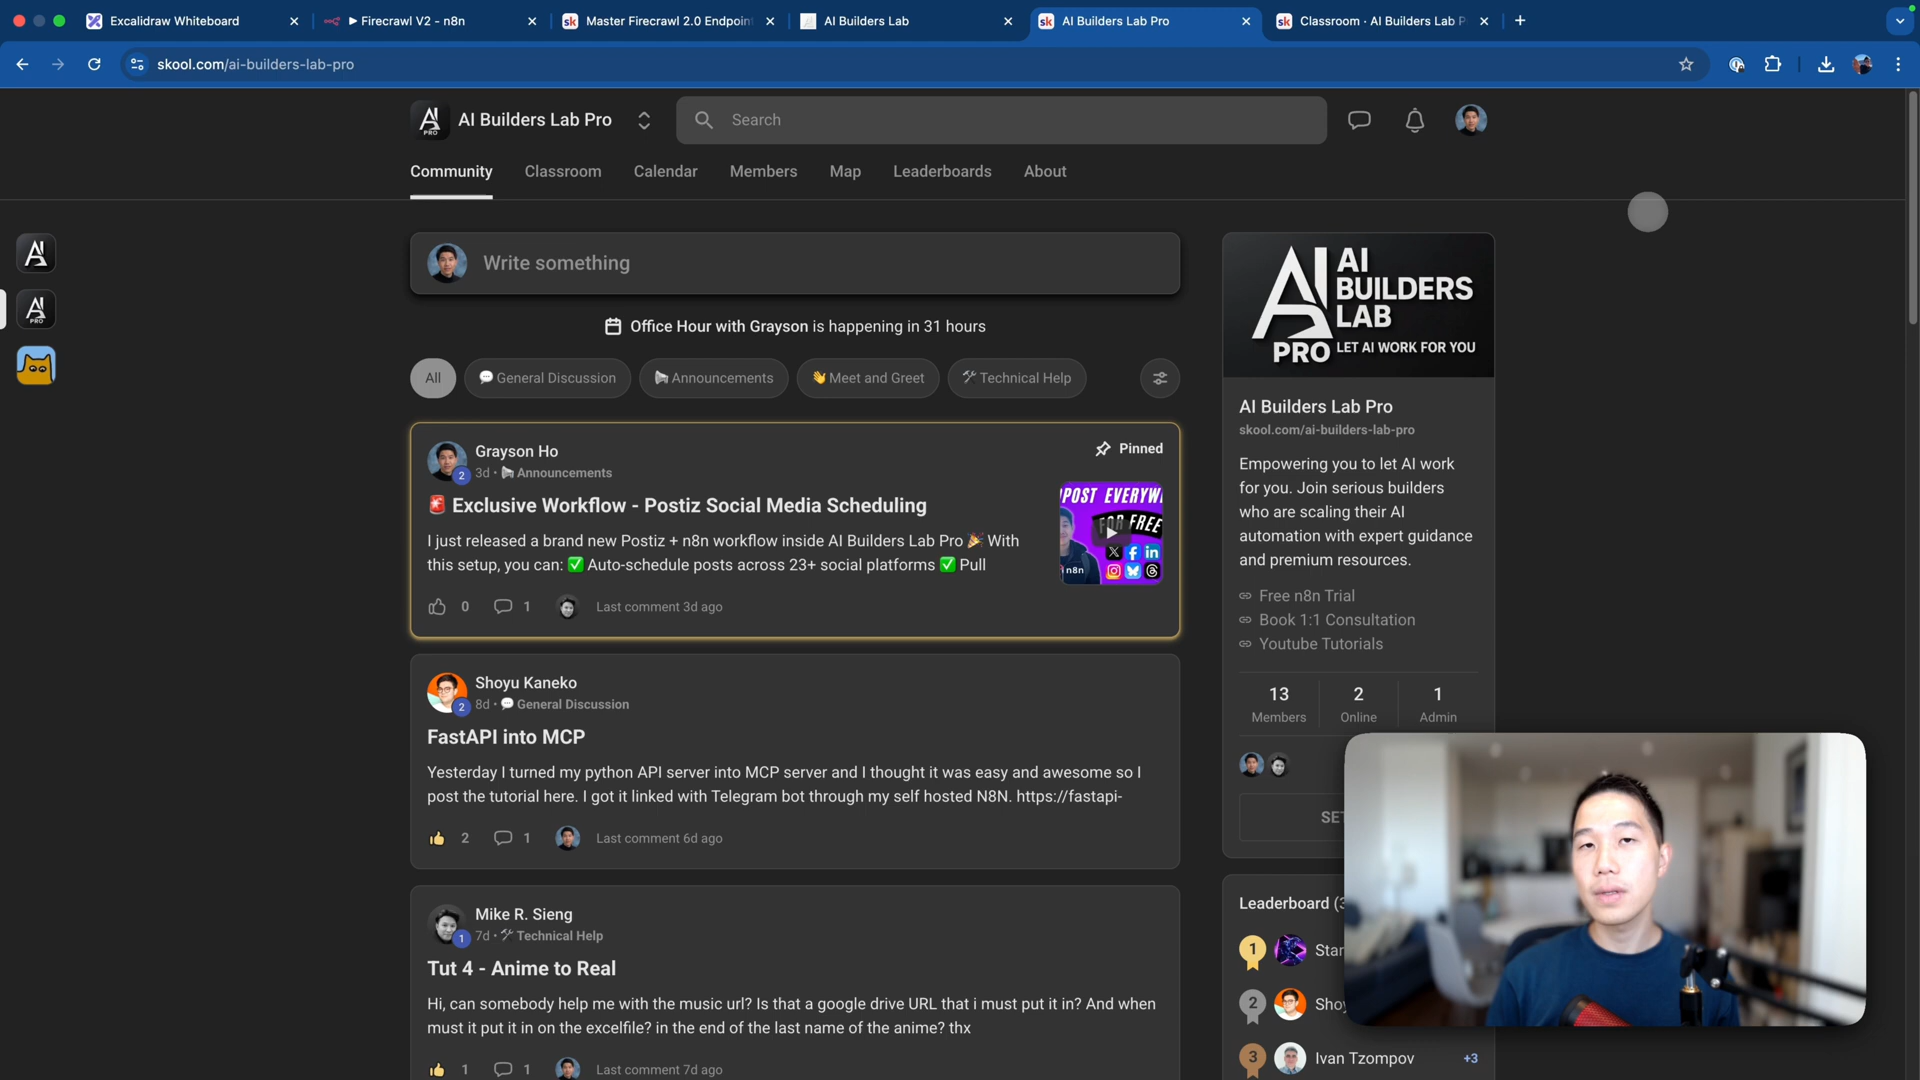 Excalidraw Whiteboard
Firecrawl V2 - n8n
Master Firecrawl 2.0 Endpoint
AI Builders Lab
AI Builders Lab Pro
Classroom · AI Builders Lab P
skool.com/ai-builders-lab-pro
AI Builders Lab Pro
Search
Community
Classroom
Calendar
Members
Map
Leaderboards
About
Write something
Office Hour with Grayson is happening in 31 hours
All
General Discussion
Announcements
Meet and Greet
Technical Help
Grayson Ho
Pinned
2
3d • Announcements
Exclusive Workflow - Postiz Social Media Scheduling
I just released a brand new Postiz + n8n workflow inside AI Builders Lab Pro 🎉 With
this setup, you can: ✅ Auto-schedule posts across 23+ social platforms ✅ Pull
POST EVERYW
FOR FREE
n8n
0
1
Last comment 3d ago
Shoyu Kaneko
2
8d • General Discussion
FastAPI into MCP
Yesterday I turned my python API server into MCP server and I thought it was easy and awesome so I
post the tutorial here. I got it linked with Telegram bot through my self hosted N8N. https://fastapi-
2
1
Last comment 6d ago
Mike R. Sieng
1
7d • Technical Help
Tut 4 - Anime to Real
Hi, can somebody help me with the music url? Is that a google drive URL that i must put it in? And when
must it put it in on the excelfile? in the end of the last name of the anime? thx
1
1
Last comment 7d ago
AI
BUILDERS
LAB
PRO
LET AI WORK FOR YOU
AI Builders Lab Pro
skool.com/ai-builders-lab-pro
Empowering you to let AI work
for you. Join serious builders
who are scaling their AI
automation with expert guidance
and premium resources.
Free n8n Trial
Book 1:1 Consultation
Youtube Tutorials
13
Members
2
Online
1
Admin
SET
Leaderboard (3
1
Star
2
Shoy
3
Ivan Tzompov
+3